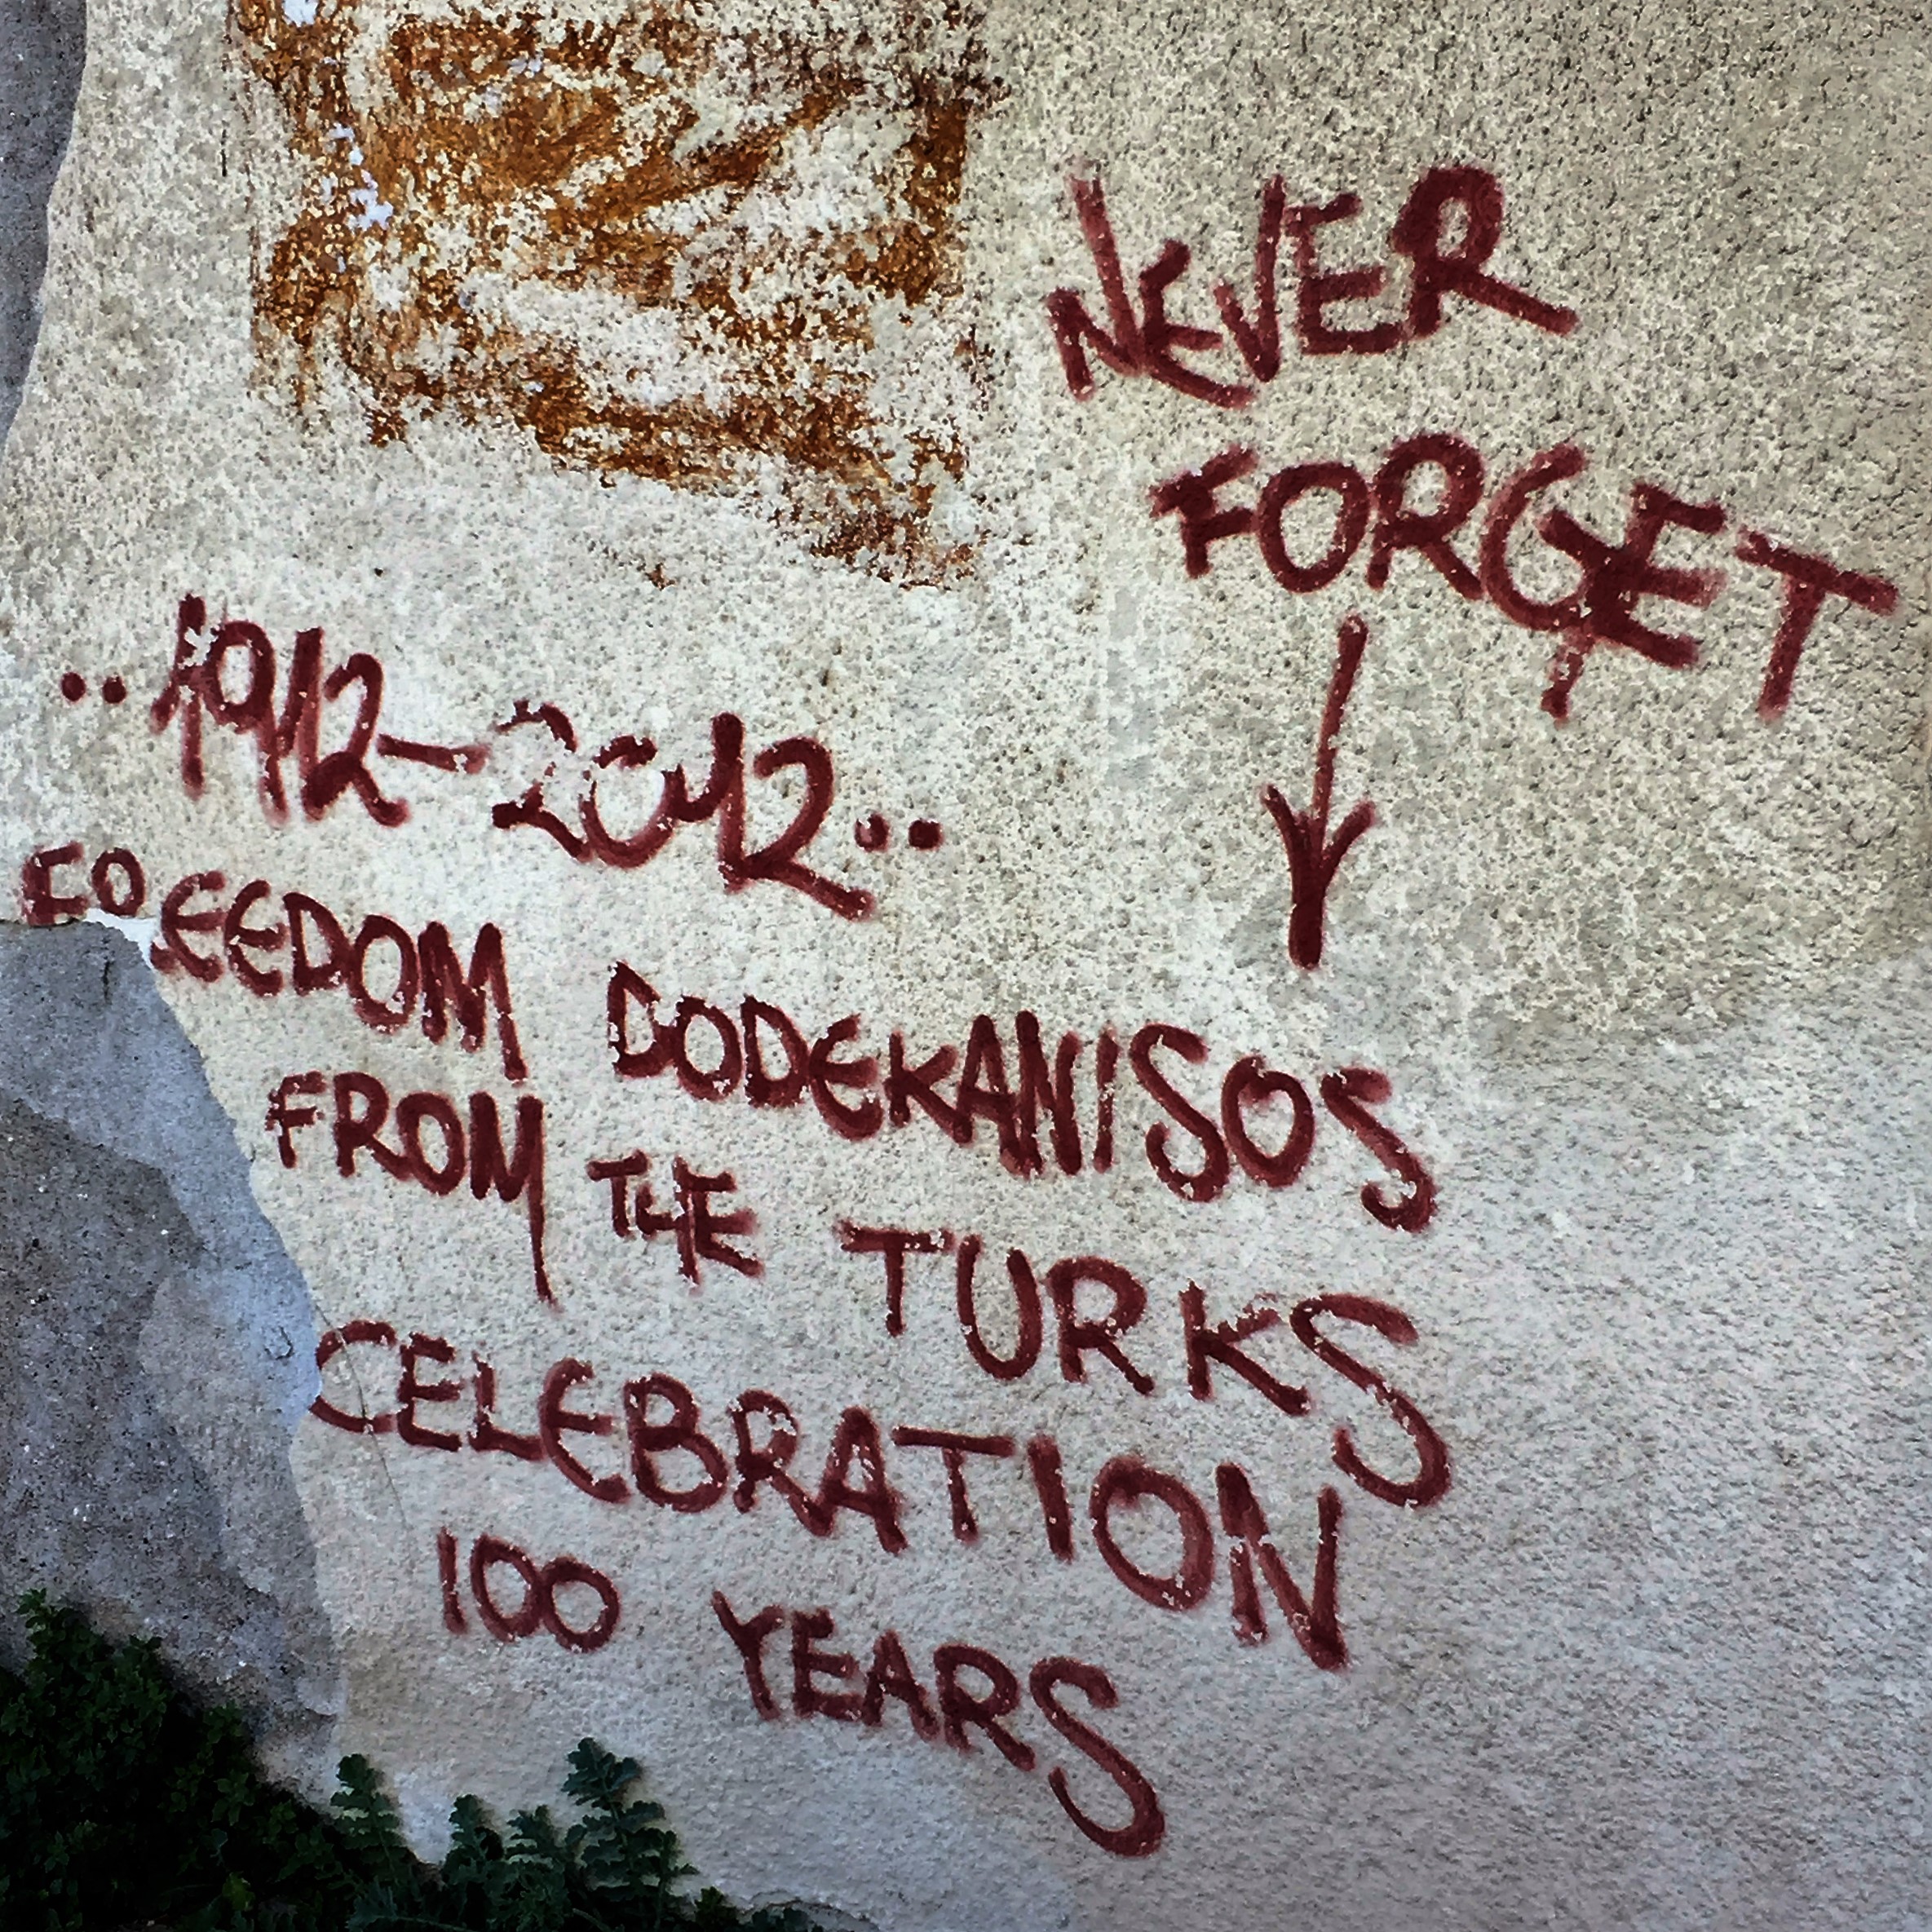 NEVER
FORGET
..1912-2012..
FREEDOM DODEKANISOS
FROM THE TURKS
CELEBRATION
100 YEARS